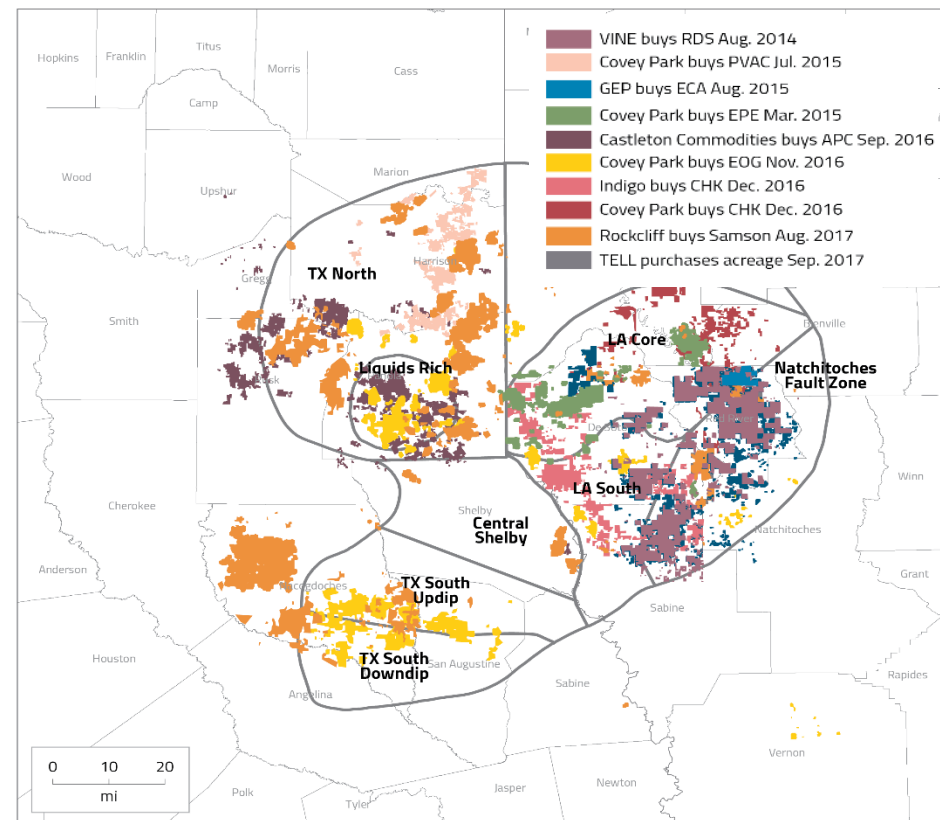 VINE buys RDS Aug. 2014
Covey Park buys PVAC Jul. 2015
GEP buys ECA Aug. 2015
Covey Park buys EPE Mar. 2015
Castleton Commodities buys APC Sep. 2016
Covey Park buys EOG Nov. 2016
Indigo buys CHK Dec. 2016
Covey Park buys CHK Dec. 2016
Rockcliff buys Samson Aug. 2017
TELL purchases acreage Sep. 2017
Hopkins
Franklin
Titus
Morris
Cass
Camp
Wood
Upshur
Marion
Harrison
TX North
Gregg
Smith
Bienville
LA Core
Liquids Rich
Natchitoches
Fault Zone
LA South
Winn
Cherokee
Shelby
Central
Shelby
Natchitoches
Anderson
Grant
TX South
Updip
Sabine
Houston
TX South
Downdip
San Augustine
Angelina
Sabine
Rapides
Vernon
0 10 20
mi
Polk
Tyler
Jasper
Newton